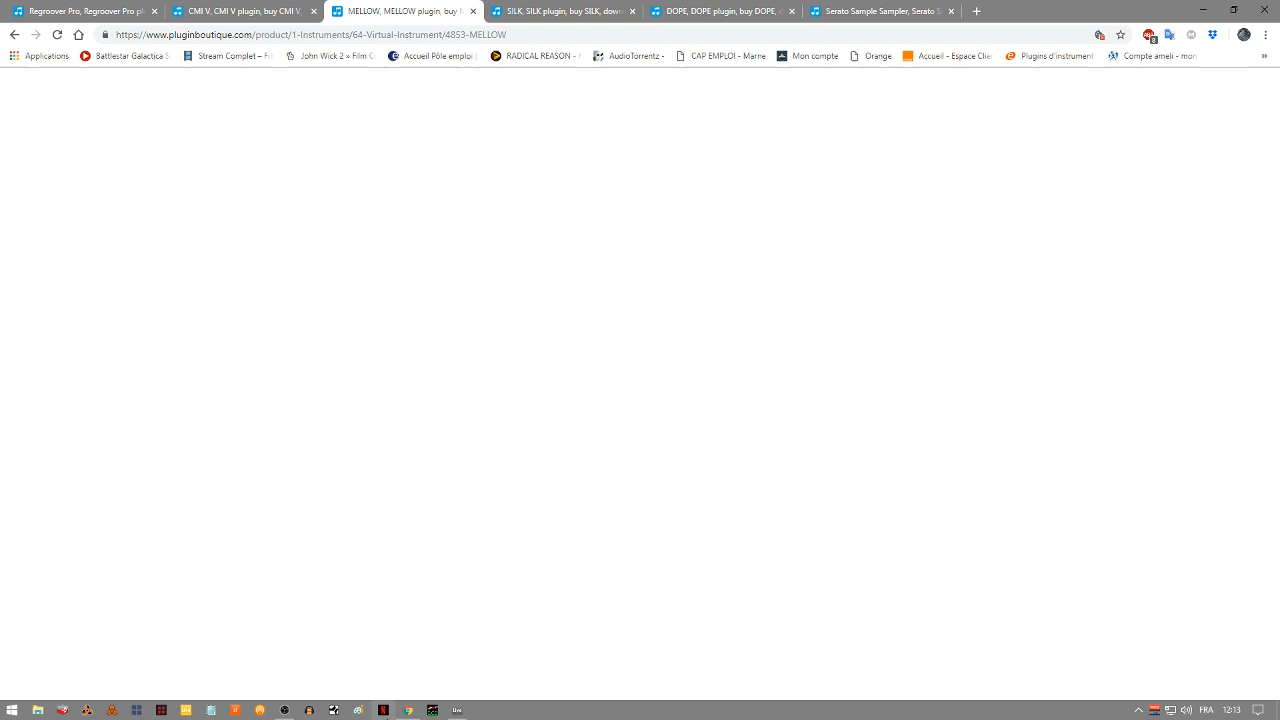 Regroover Pro, Regroover Pro pl
CMI V, CMI V plugin, buy CMI V,
MELLOW, MELLOW plugin, buy
SILK, SILK plugin, buy SILK, down
DOPE, DOPE plugin, buy DOPE,
Serato Sample Sampler, Serato S
https://www.pluginboutique.com/product/1-Instruments/64-Virtual-Instrument/4853-MELLOW
Applications
Battlestar Galactica S
Stream Complet – Fil
John Wick 2 » Film C
Accueil Pôle emploi |
RADICAL REASON -
AudioTorrentz -
CAP EMPLOI - Marne
Mon compte
Orange
Accueil - Espace Clie
Plugins d'instrument
Compte ameli - mon
»
Live
Live
FRA
12:13